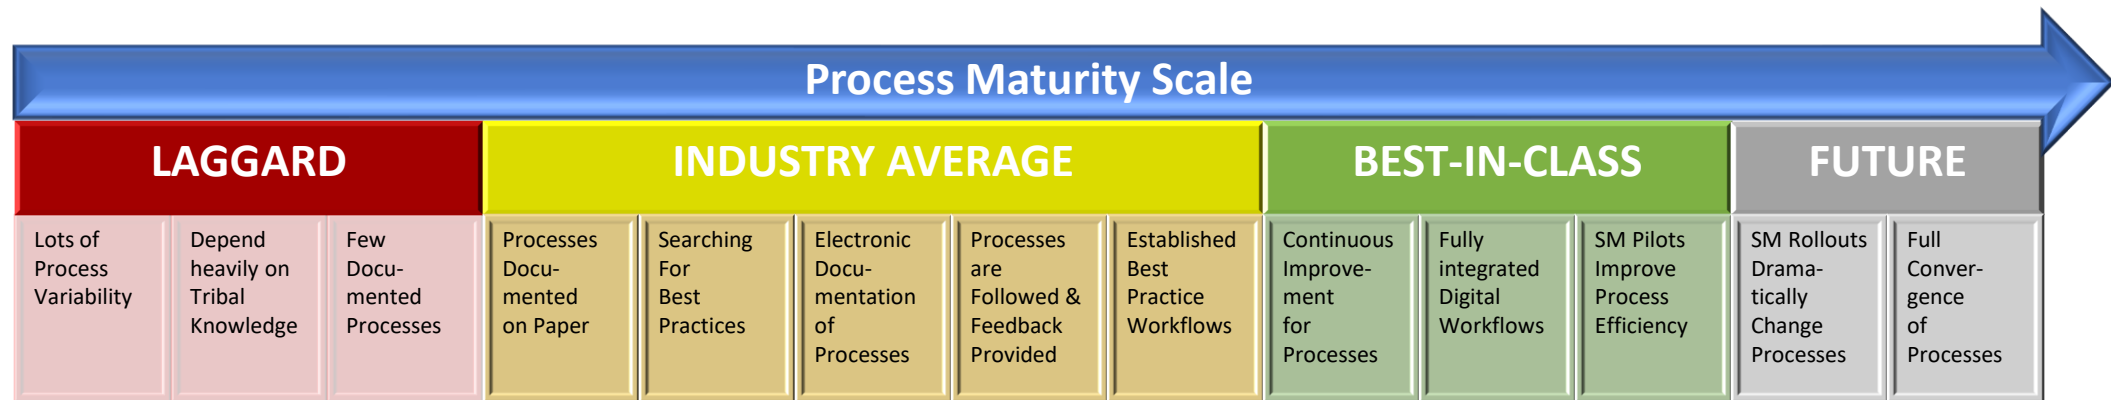 Process Maturity Scale
LAGGARD
INDUSTRY AVERAGE
BEST-IN-CLASS
FUTURE
Lots of
Process
Variability
Depend
heavily on
Tribal
Knowledge
Few
Docu-
mented
Processes
Processes
Docu-
mented
on Paper
Searching
For
Best
Practices
Electronic
Docu-
mentation
of
Processes
Processes
are
Followed &
Feedback
Provided
Established
Best
Practice
Workflows
Continuous
Improve-
ment
for
Processes
Fully
integrated
Digital
Workflows
SM Pilots
Improve
Process
Efficiency
SM Rollouts
Drama-
tically
Change
Processes
Full
Conver-
gence
of
Processes